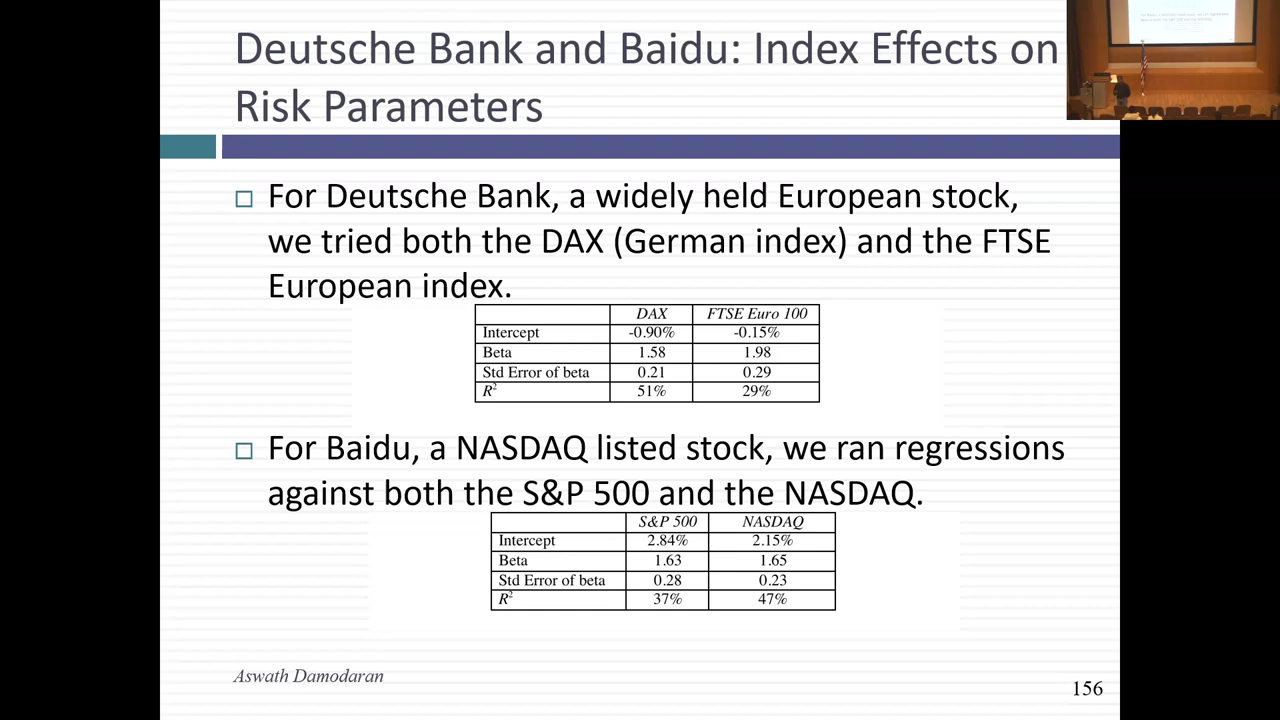 Deutsche Bank and Baidu: Index Effects on
Risk Parameters
For Deutsche Bank, a widely held European stock,
we tried both the DAX (German index) and the FTSE
European index.
DAX FTSE Euro 100
Intercept -0.90% -0.15%
Beta 1.58 1.98
Std Error of beta 0.21 0.29
R² 51% 29%
For Baidu, a NASDAQ listed stock, we ran regressions
against both the S&P 500 and the NASDAQ.
S&P 500 NASDAQ
Intercept 2.84% 2.15%
Beta 1.63 1.65
Std Error of beta 0.28 0.23
R² 37% 47%
Aswath Damodaran
156